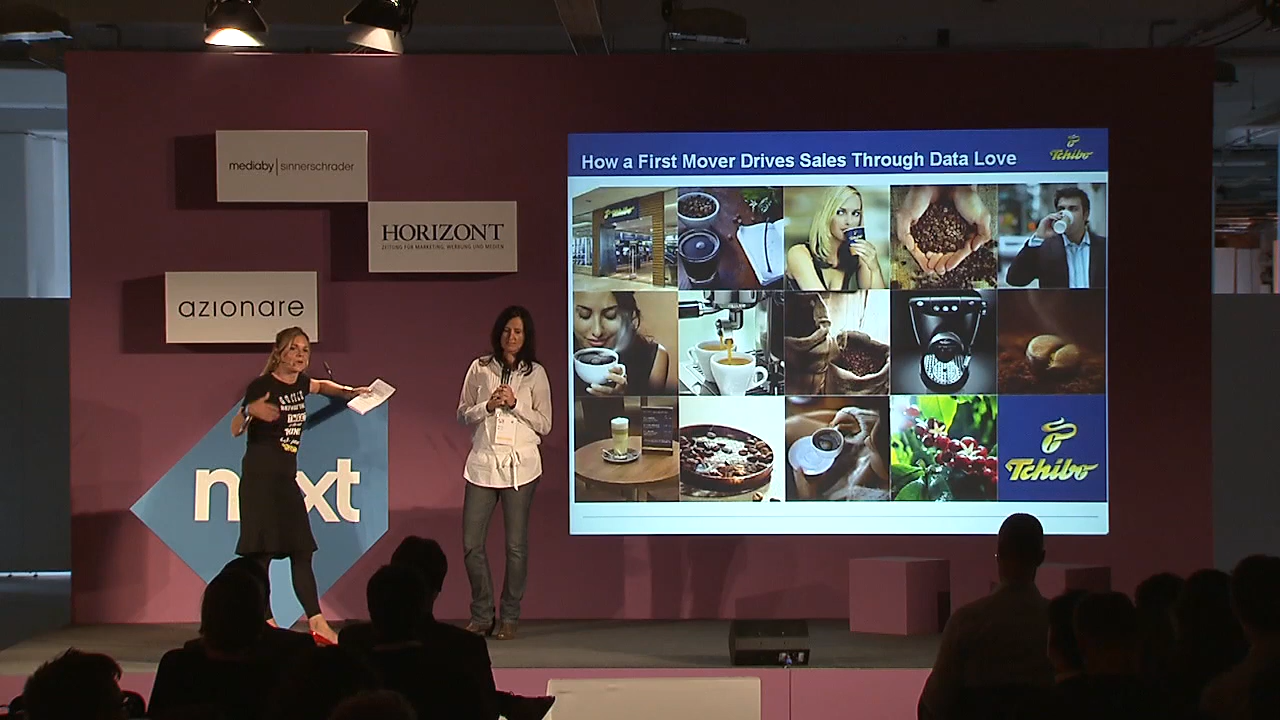 mediaby|sinnerschrader
HORIZONT
ZEITUNG FÜR MARKETING, WERBUNG UND MEDIEN
azionare
next
How a First Mover Drives Sales Through Data Love
Tchibo
Tchibo
Tchibo